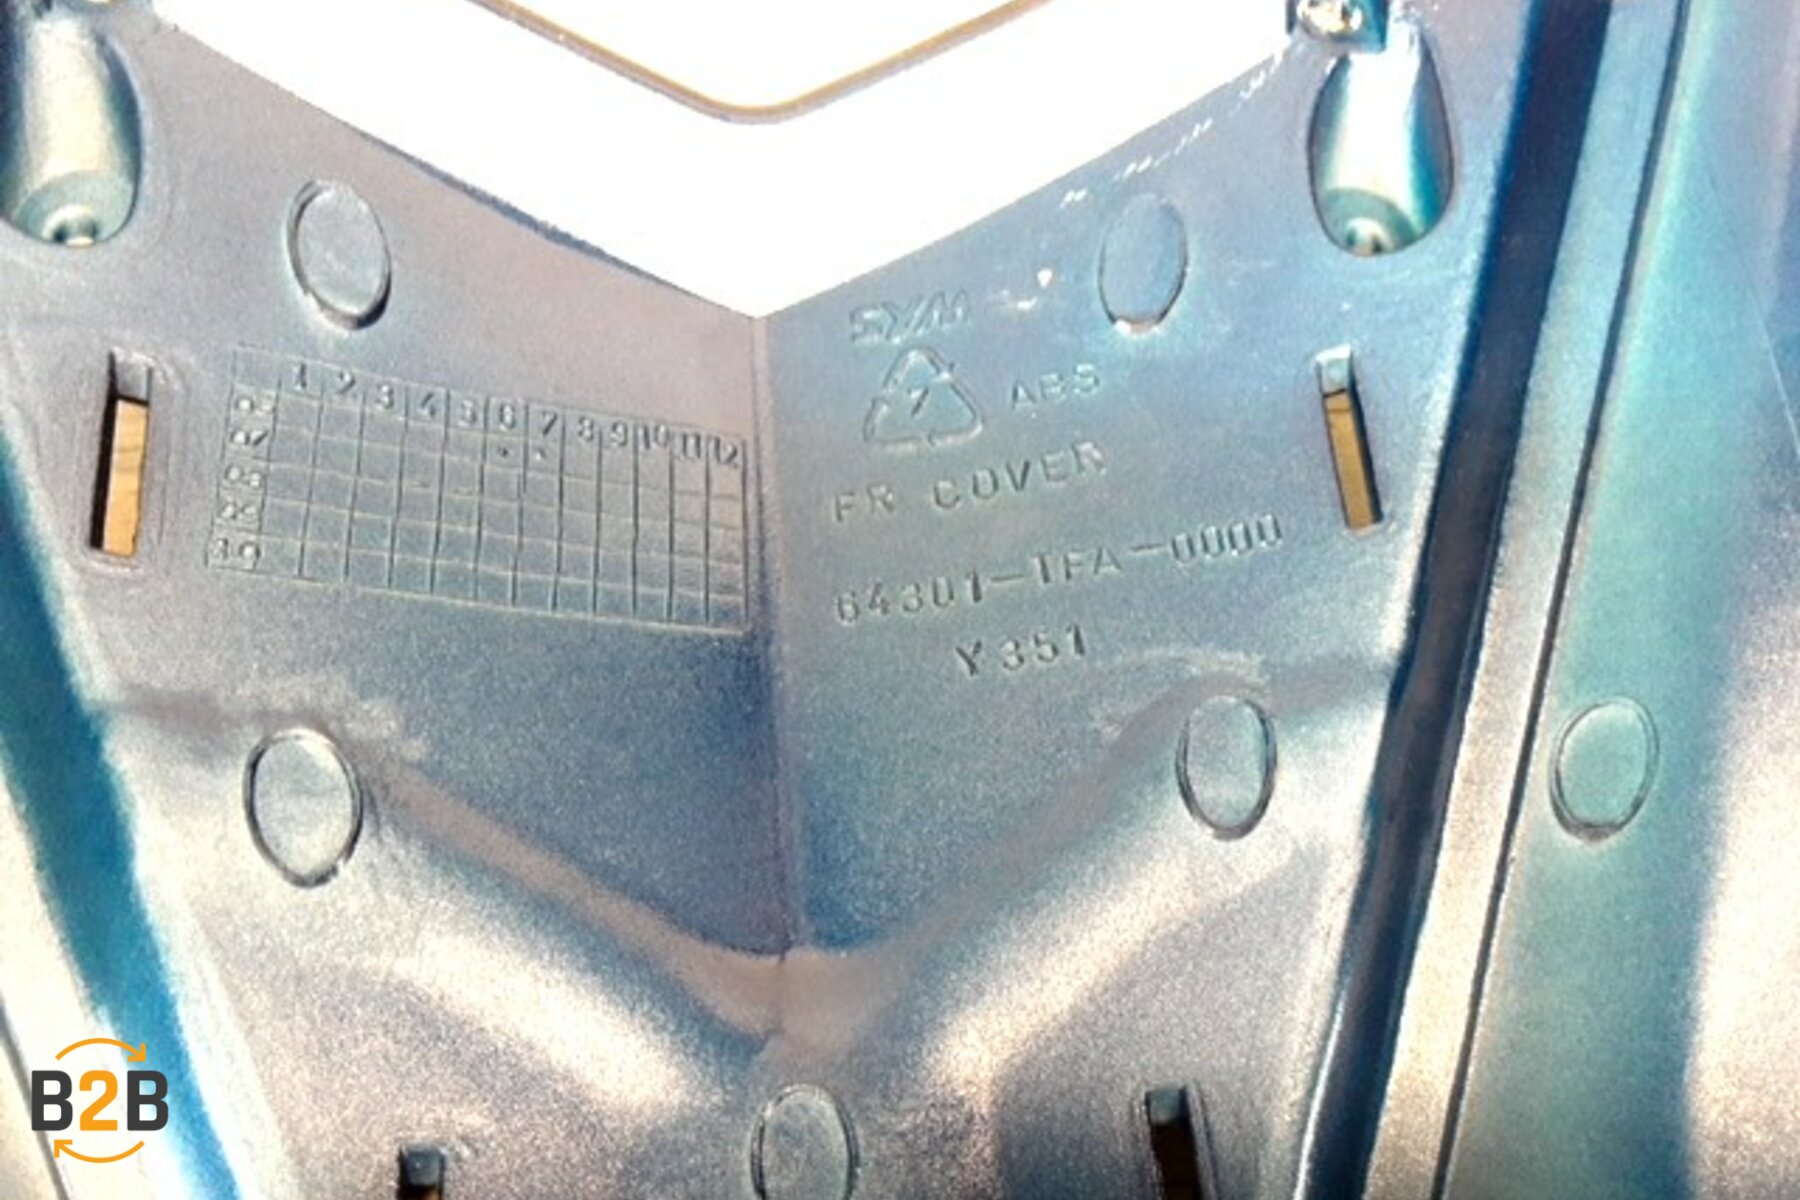 1 2 3 4 5 6 7 8 9 10 11 12
SYM
7 ABS
FR COVER
64301-TFA-0000
Y351
B2B